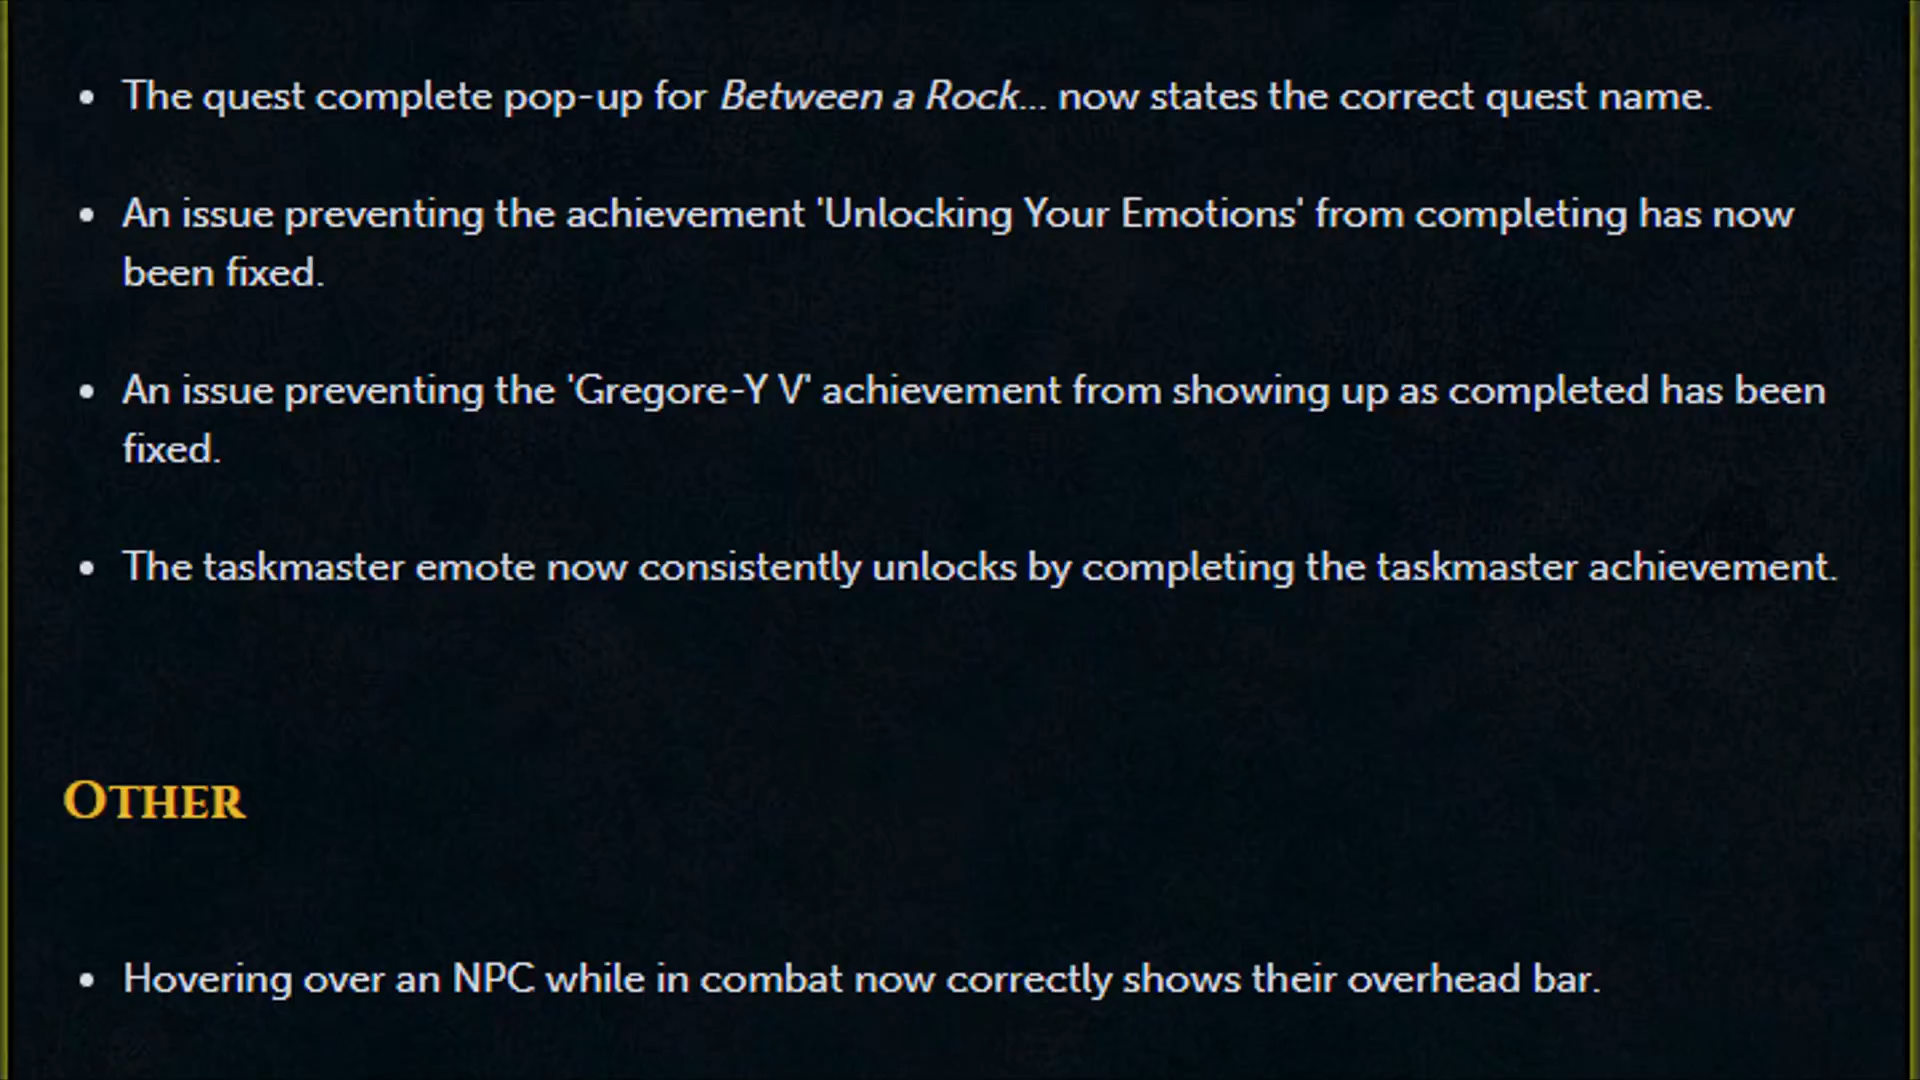 • The quest complete pop-up for Between a Rock... now states the correct quest name.
• An issue preventing the achievement 'Unlocking Your Emotions' from completing has now
been fixed.
• An issue preventing the 'Gregore-Y V' achievement from showing up as completed has been
fixed.
• The taskmaster emote now consistently unlocks by completing the taskmaster achievement.
OTHER
• Hovering over an NPC while in combat now correctly shows their overhead bar.